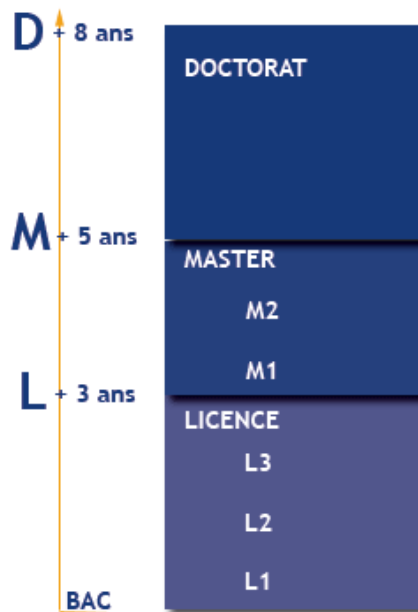 D + 8 ans
DOCTORAT
M + 5 ans
MASTER
M2
M1
L + 3 ans
LICENCE
L3
L2
L1
BAC